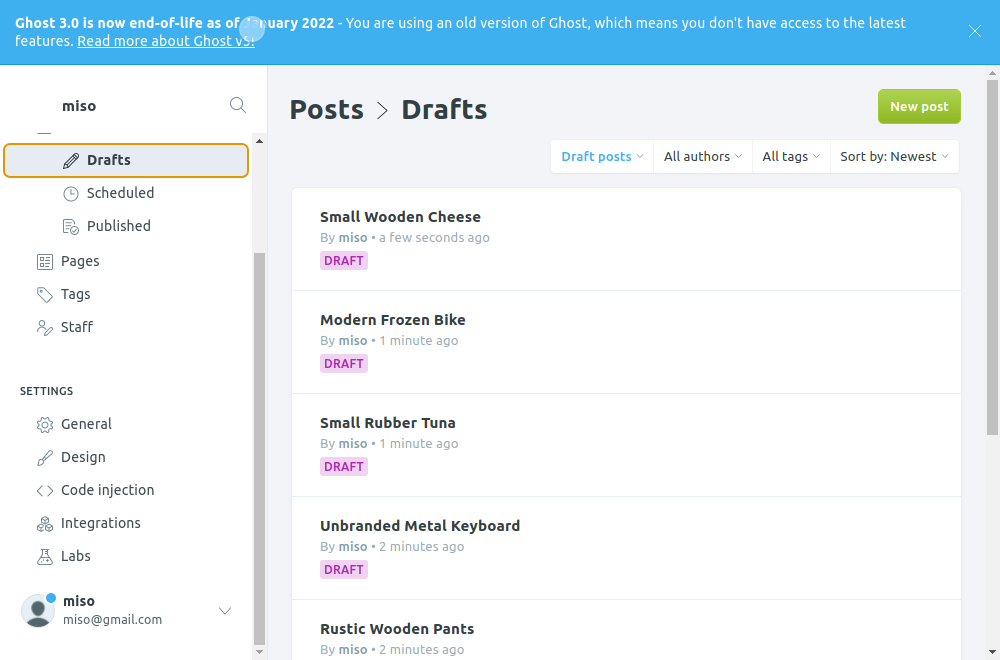 Ghost 3.0 is now end-of-life as of January 2022 - You are using an old version of Ghost, which means you don't have access to the latest
features. Read more about Ghost v5!
miso
Posts > Drafts
New post
Drafts
Scheduled
Published
Pages
Tags
Staff
SETTINGS
General
Design
Code injection
Integrations
Labs
miso
miso@gmail.com
Draft posts
All authors
All tags
Sort by: Newest
Small Wooden Cheese
By miso • a few seconds ago
DRAFT
Modern Frozen Bike
By miso • 1 minute ago
DRAFT
Small Rubber Tuna
By miso • 1 minute ago
DRAFT
Unbranded Metal Keyboard
By miso • 2 minutes ago
DRAFT
Rustic Wooden Pants
By miso • 2 minutes ago